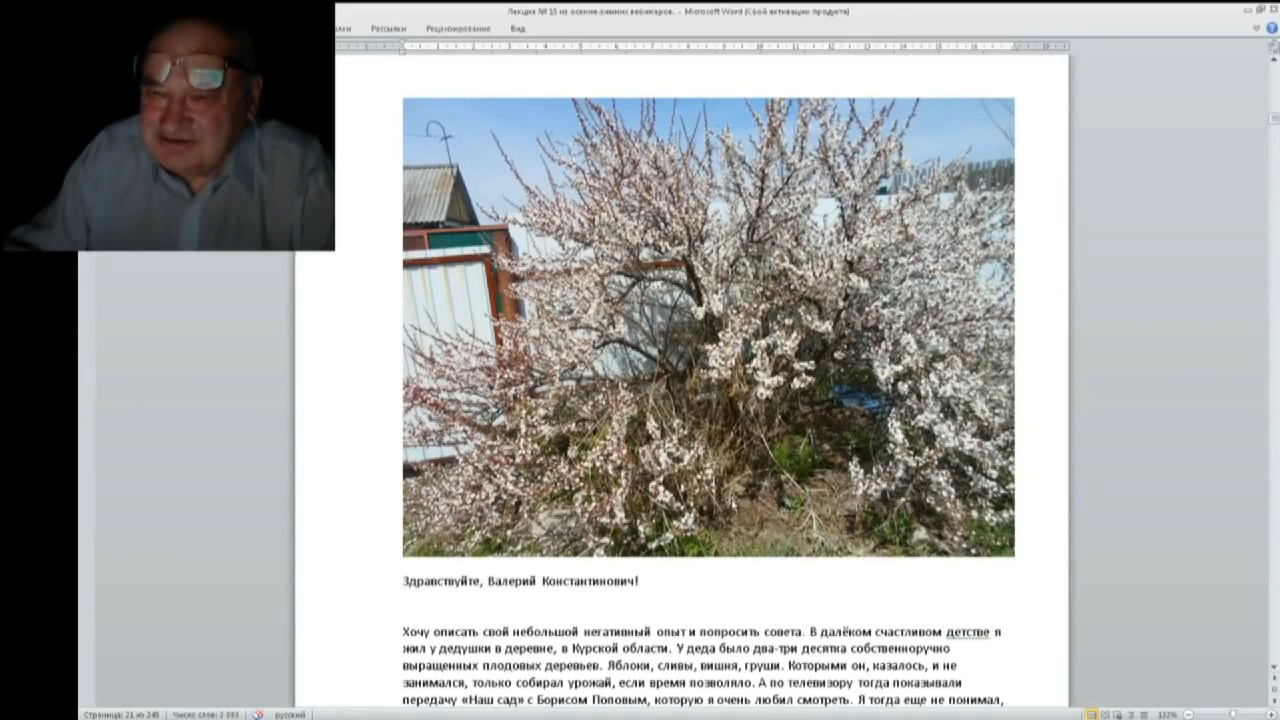 Лекция № 15 из осенне-зимних вебинаров. - Microsoft Word (Сбой активации продукта)
Рассылки Рецензирование Вид
Здравствуйте, Валерий Константинович!
Хочу описать свой небольшой негативный опыт и попросить совета. В далёком счастливом детстве я
жил у дедушки в деревне, в Курской области. У деда было два-три десятка собственноручно
выращенных плодовых деревьев. Яблоки, сливы, вишня, груши. Которыми он, казалось, и не
занимался, только собирал урожай, если время позволяло. А по телевизору тогда показывали
передачу «Наш сад» с Борисом Поповым, которую я очень любил смотреть. Я тогда еще не понимал,
Страница: 21 из 245 Число слов: 2 093 русский 132%